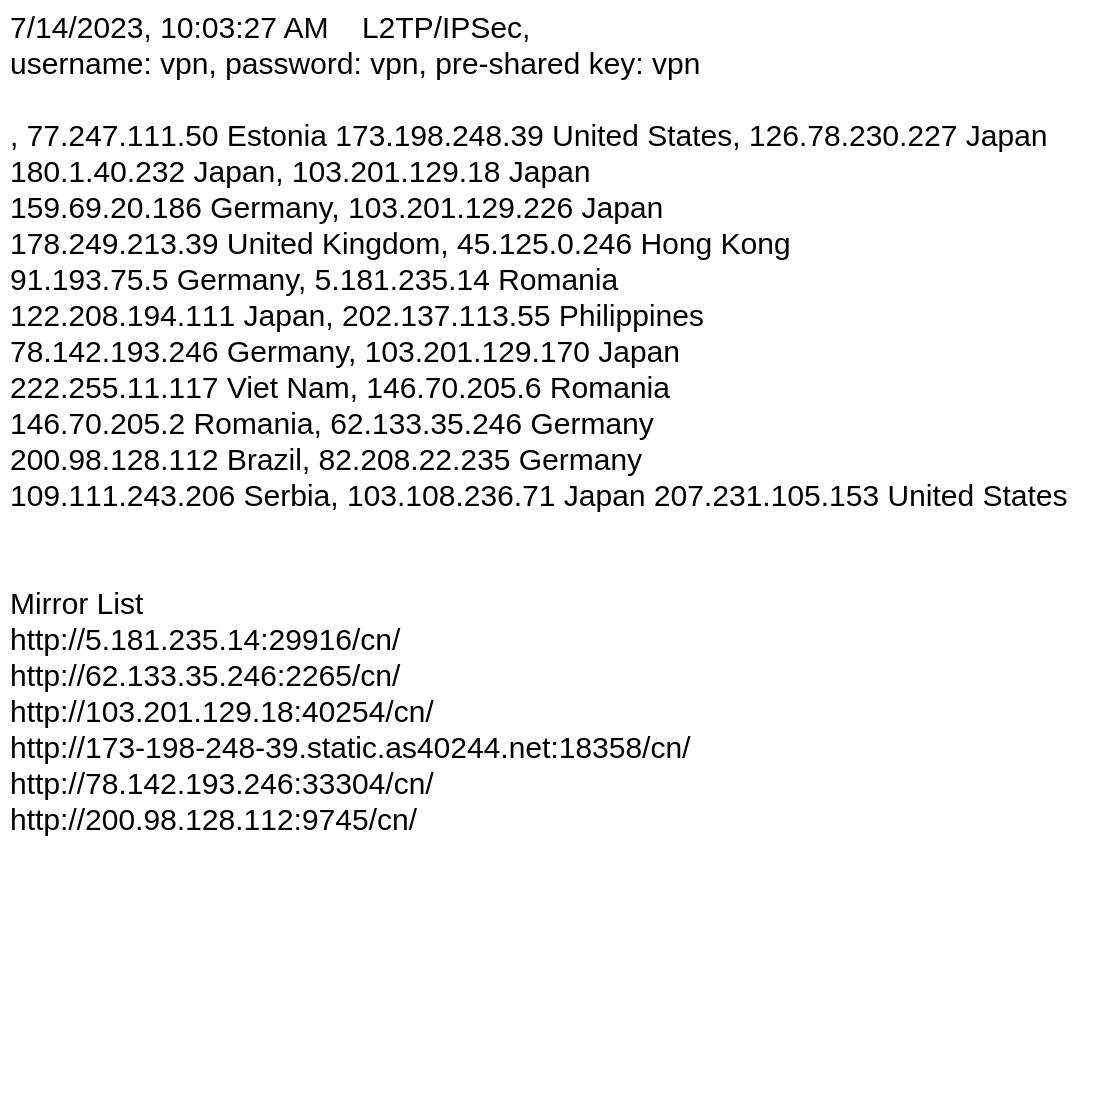 7/14/2023, 10:03:27 AM    L2TP/IPSec,
username: vpn, password: vpn, pre-shared key: vpn
, 77.247.111.50 Estonia 173.198.248.39 United States, 126.78.230.227 Japan
180.1.40.232 Japan, 103.201.129.18 Japan
159.69.20.186 Germany, 103.201.129.226 Japan
178.249.213.39 United Kingdom, 45.125.0.246 Hong Kong
91.193.75.5 Germany, 5.181.235.14 Romania
122.208.194.111 Japan, 202.137.113.55 Philippines
78.142.193.246 Germany, 103.201.129.170 Japan
222.255.11.117 Viet Nam, 146.70.205.6 Romania
146.70.205.2 Romania, 62.133.35.246 Germany
200.98.128.112 Brazil, 82.208.22.235 Germany
109.111.243.206 Serbia, 103.108.236.71 Japan 207.231.105.153 United States
Mirror List
http://5.181.235.14:29916/cn/
http://62.133.35.246:2265/cn/
http://103.201.129.18:40254/cn/
http://173-198-248-39.static.as40244.net:18358/cn/
http://78.142.193.246:33304/cn/
http://200.98.128.112:9745/cn/